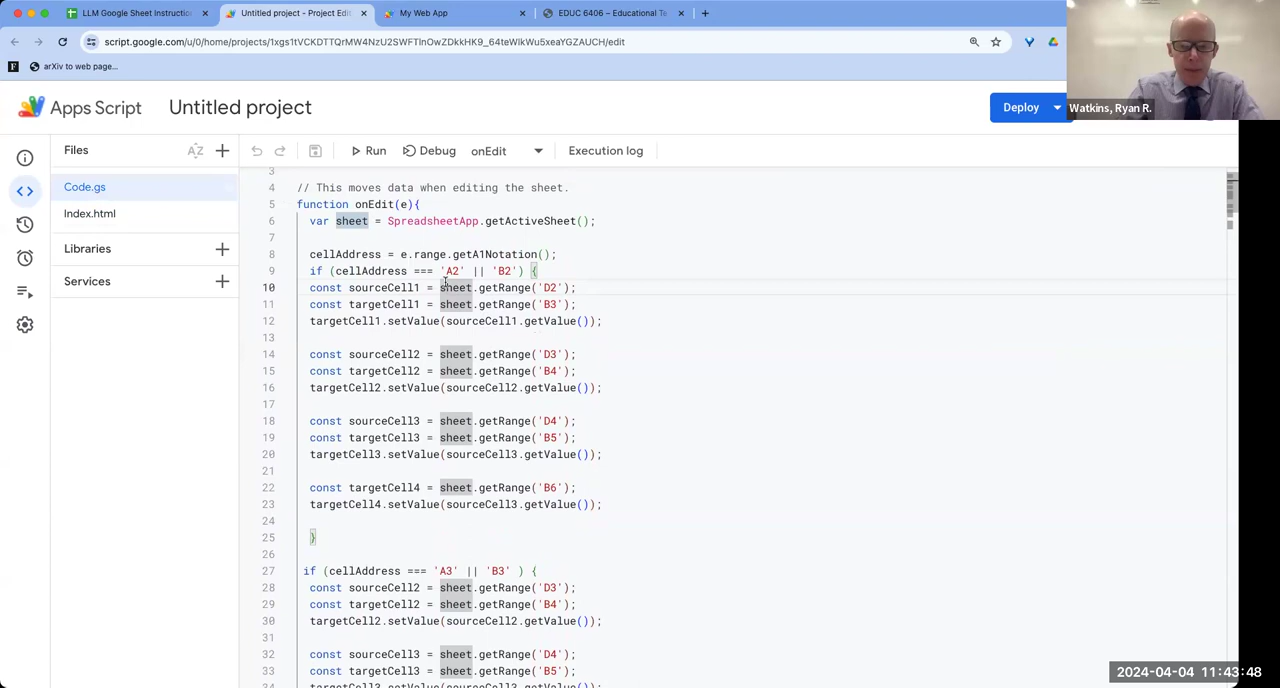 LLM Google Sheet Instruction
Untitled project - Project Edit
My Web App
EDUC 6406 – Educational Te
script.google.com/u/0/home/projects/1xgs1tVCKDTTQrMW4NzU2SWFTlnOwZDkkHK9_64teWlkWu5xeaYGZAUCH/edit
arXiv to web page...
Apps Script
Untitled project
Deploy
Watkins, Ryan R.
Files
AZ
Run
Debug
onEdit
Execution log
Code.gs
Index.html
Libraries
Services
3
4 // This moves data when editing the sheet.
5 function onEdit(e){
6 var sheet = SpreadsheetApp.getActiveSheet();
7
8 cellAddress = e.range.getA1Notation();
9 if (cellAddress === 'A2' || 'B2') {
10 const sourceCell1 = sheet.getRange('D2');
11 const targetCell1 = sheet.getRange('B3');
12 targetCell1.setValue(sourceCell1.getValue());
13
14 const sourceCell2 = sheet.getRange('D3');
15 const targetCell2 = sheet.getRange('B4');
16 targetCell2.setValue(sourceCell2.getValue());
17
18 const sourceCell3 = sheet.getRange('D4');
19 const targetCell3 = sheet.getRange('B5');
20 targetCell3.setValue(sourceCell3.getValue());
21
22 const targetCell4 = sheet.getRange('B6');
23 targetCell4.setValue(sourceCell3.getValue());
24
25 }
26
27 if (cellAddress === 'A3' || 'B3' ) {
28 const sourceCell2 = sheet.getRange('D3');
29 const targetCell2 = sheet.getRange('B4');
30 targetCell2.setValue(sourceCell2.getValue());
31
32 const sourceCell3 = sheet.getRange('D4');
33 const targetCell3 = sheet.getRange('B5');
34 targetCell3.setValue(sourceCell3.getValue());
2024-04-04 11:43:48